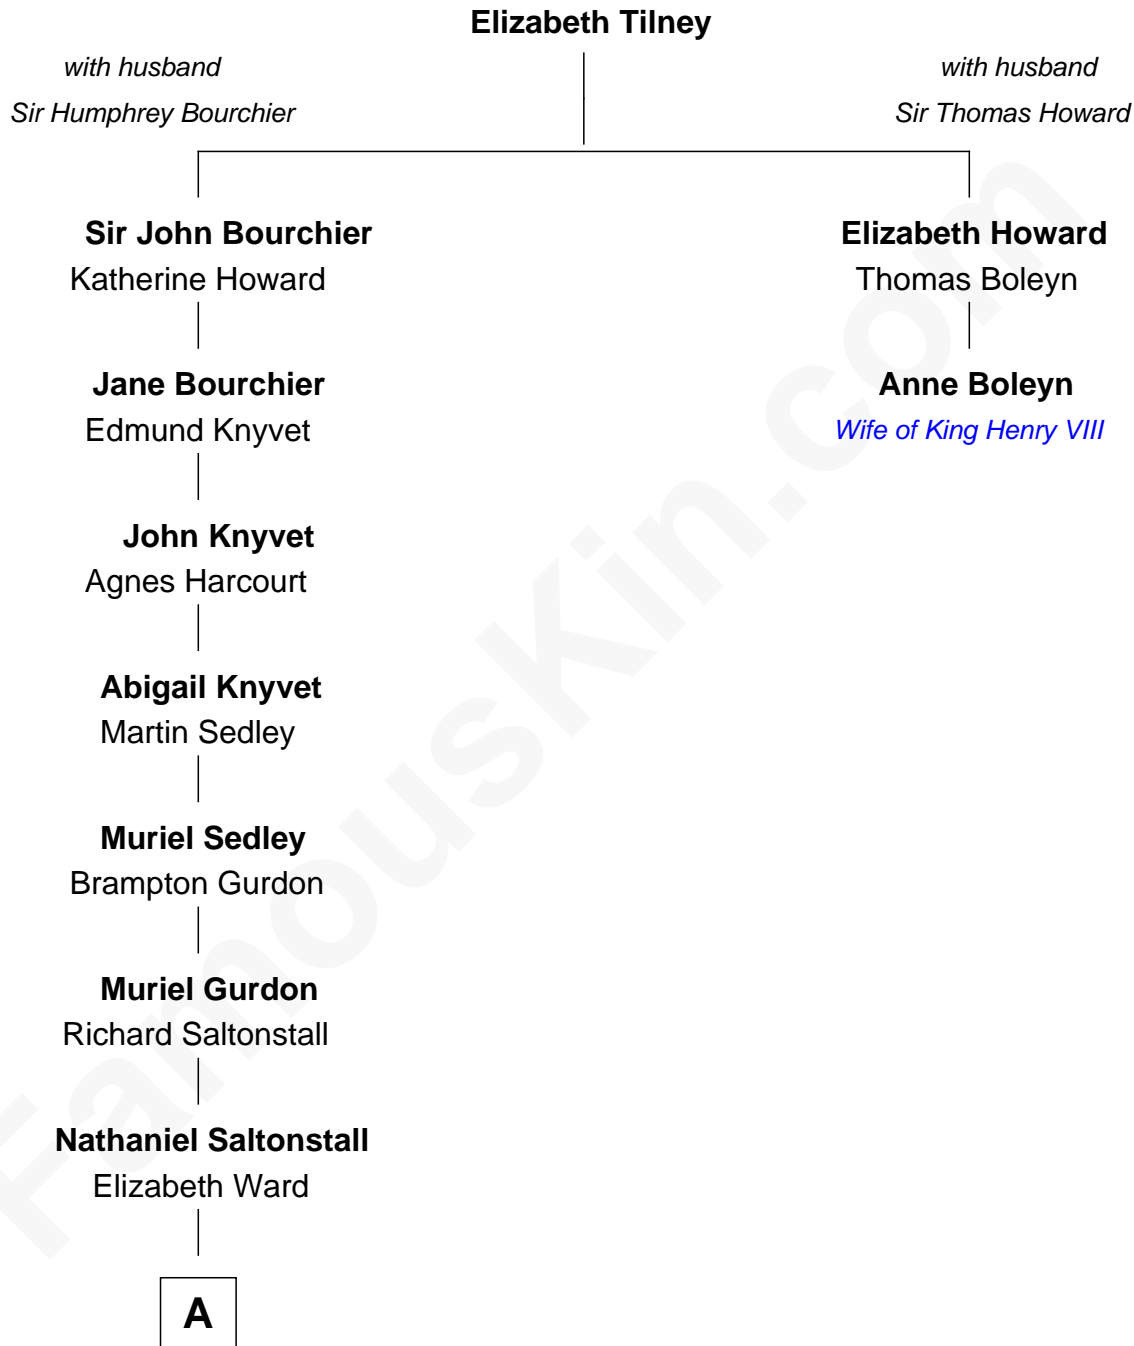 Elizabeth Tilney
with husband
Sir Humphrey Bourchier
with husband
Sir Thomas Howard
Sir John Bourchier
Katherine Howard
Elizabeth Howard
Thomas Boleyn
Jane Bourchier
Edmund Knyvet
Anne Boleyn
Wife of King Henry VIII
John Knyvet
Agnes Harcourt
Abigail Knyvet
Martin Sedley
Muriel Sedley
Brampton Gurdon
Muriel Gurdon
Richard Saltonstall
Nathaniel Saltonstall
Elizabeth Ward
A
FamousKin.com